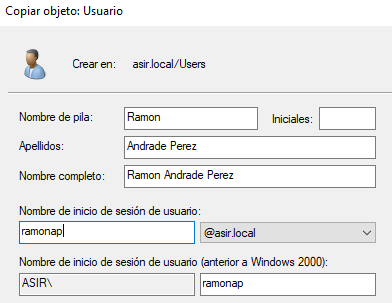 Copiar objeto: Usuario
Crear en: asir.local/Users
Nombre de pila: Ramon Iniciales:
Apellidos: Andrade Perez
Nombre completo: Ramon Andrade Perez
Nombre de inicio de sesión de usuario:
ramonap @asir.local
Nombre de inicio de sesión de usuario (anterior a Windows 2000):
ASIR\ ramonap